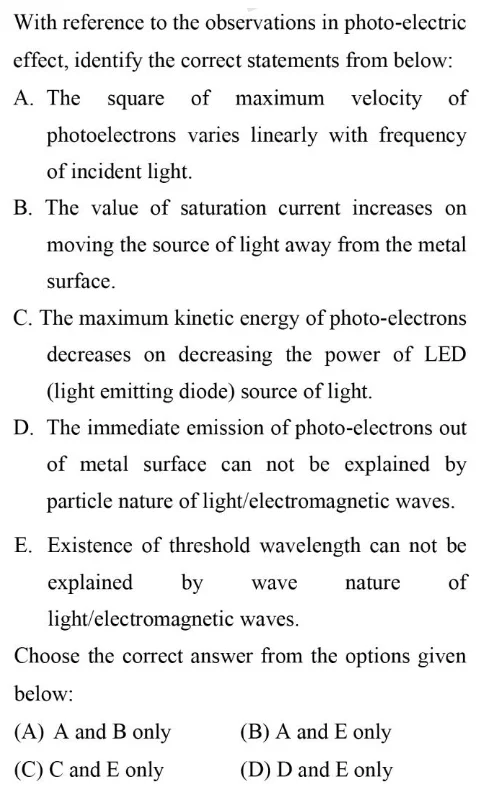 With reference to the observations in photo-electric
effect, identify the correct statements from below:
A. The square of maximum velocity of
photoelectrons varies linearly with frequency
of incident light.
B. The value of saturation current increases on
moving the source of light away from the metal
surface.
C. The maximum kinetic energy of photo-electrons
decreases on decreasing the power of LED
(light emitting diode) source of light.
D. The immediate emission of photo-electrons out
of metal surface can not be explained by
particle nature of light/electromagnetic waves.
E. Existence of threshold wavelength can not be
explained by wave nature of
light/electromagnetic waves.
Choose the correct answer from the options given
below:
(A) A and B only (B) A and E only
(C) C and E only (D) D and E only